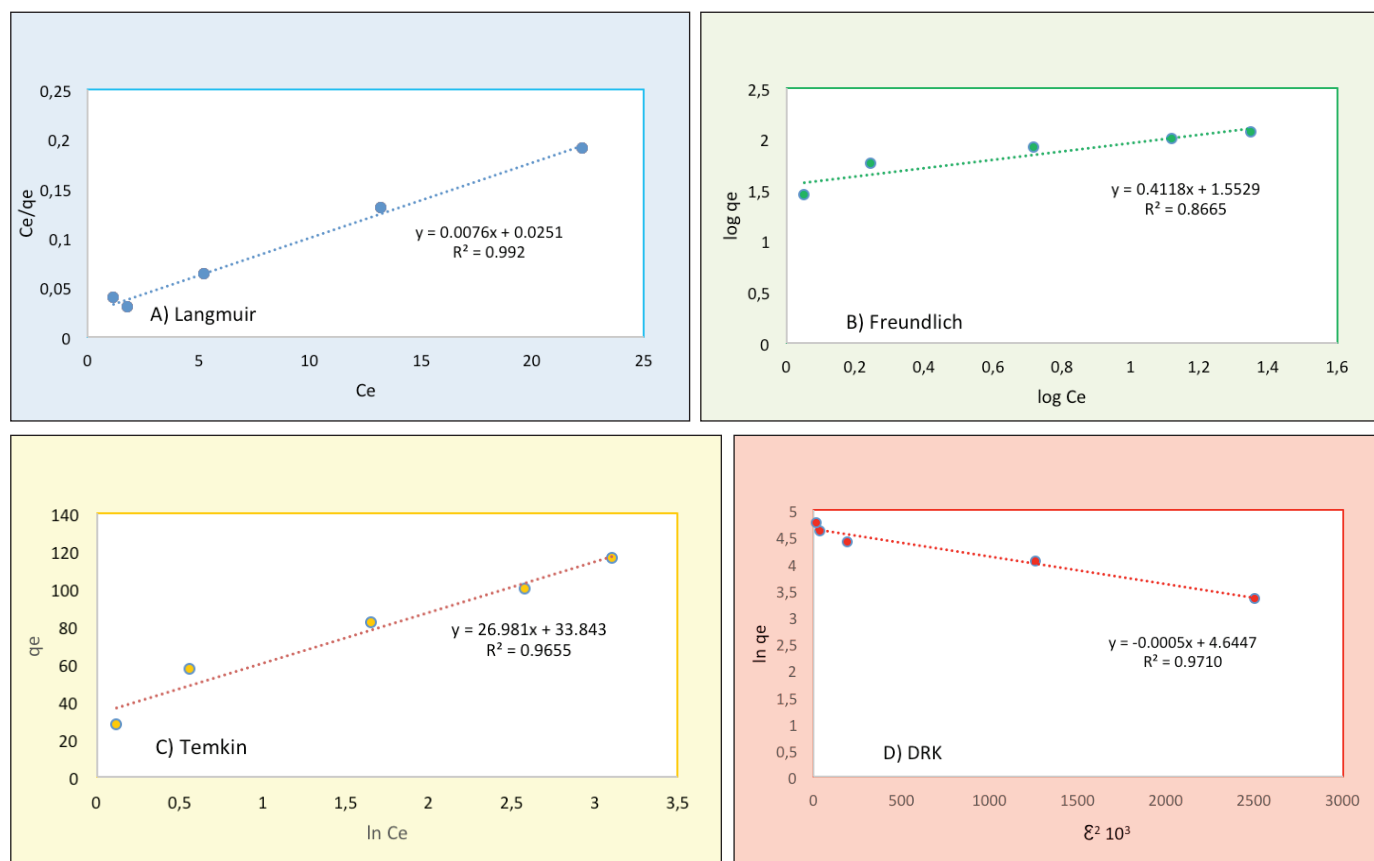 0,25
0,2
0,15
0,1
0,05
0
Ce/qe
y = 0.0076x + 0.0251
R² = 0.992
A) Langmuir
0 5 10 15 20 25
Ce
2,5
2
1,5
1
0,5
0
log qe
y = 0.4118x + 1.5529
R² = 0.8665
B) Freundlich
0 0,2 0,4 0,6 0,8 1 1,2 1,4 1,6
log Ce
140
120
100
80
60
40
20
0
qe
y = 26.981x + 33.843
R² = 0.9655
C) Temkin
0 0,5 1 1,5 2 2,5 3 3,5
ln Ce
5
4,5
4
3,5
3
2,5
2
1,5
1
0,5
0
ln qe
y = -0.0005x + 4.6447
R² = 0.9710
D) DRK
0 500 1000 1500 2000 2500 3000
Ɛ² 10³